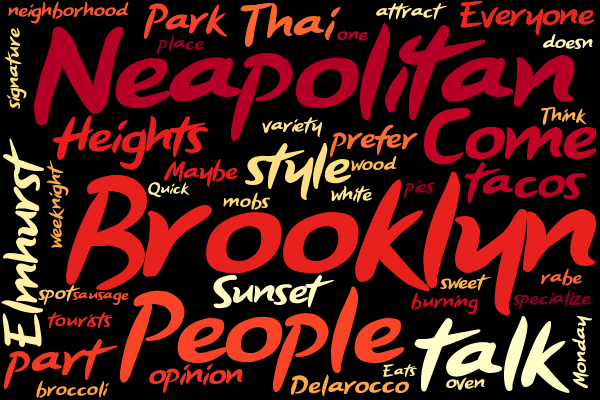 neighborhood
Park
Thai
attract
Everyone
place
one
doesn
signature
Neapolitan
Think
Heights
variety
prefer
Come
Maybe
style
wood
tacos
Quick
mobs
white
pies
weeknight
Elmhurst
Brooklyn
spot
sausage
Sunset
sweet
rabe
burning
specialize
tourists
People
talk
Monday
part
opinion
Delarocco
Eats
oven
broccoli